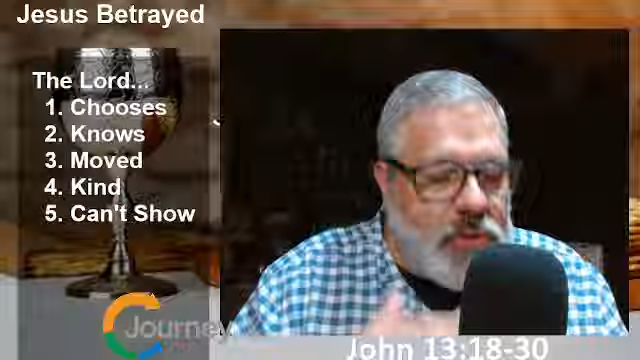 Jesus Betrayed
The Lord...
1. Chooses
2. Knows
3. Moved
4. Kind
5. Can't Show
Journey
John 13:18-30